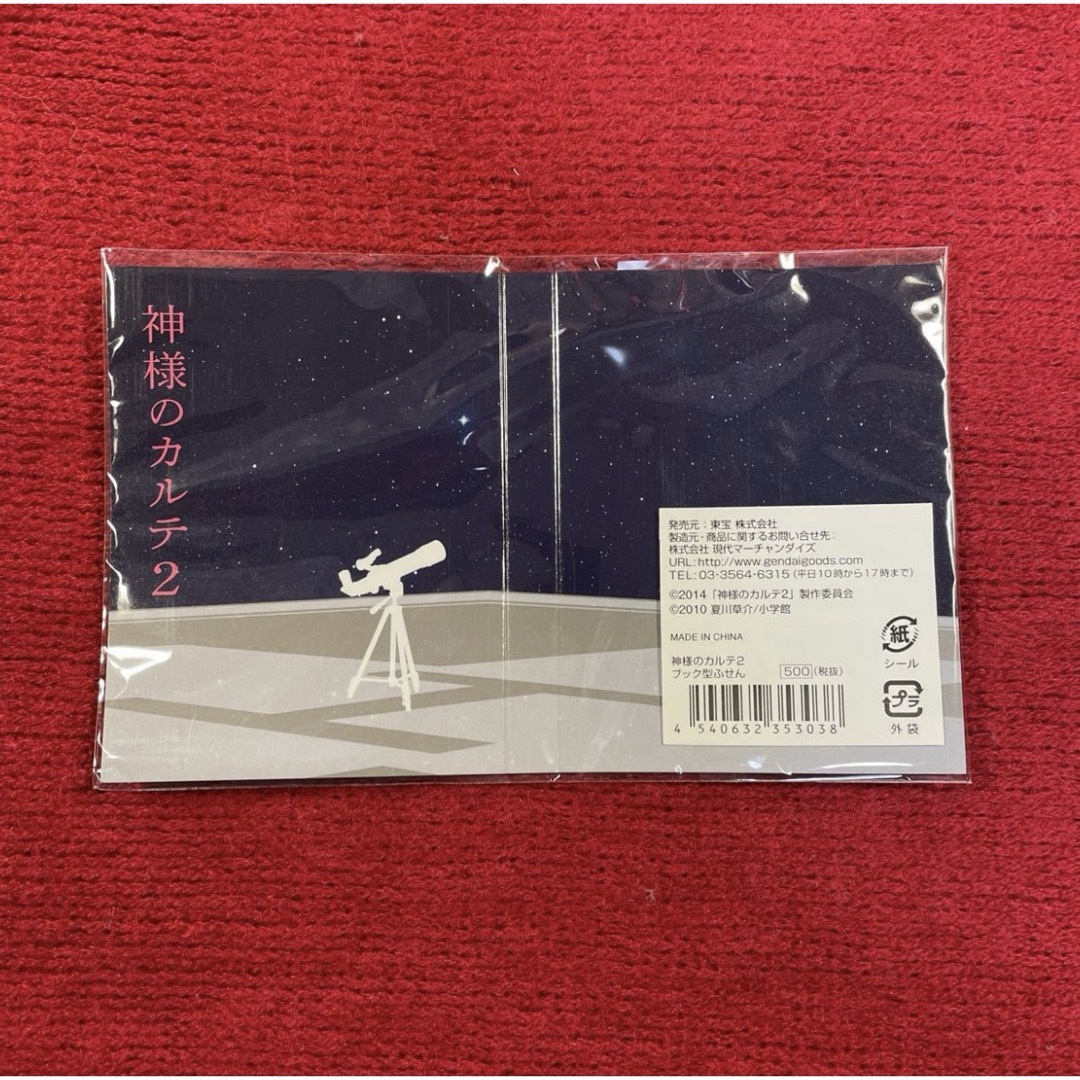 神様のカルテ2
発売元：東宝 株式会社
製造元・商品に関するお問い合せ先：
株式会社 現代マーチャンダイズ
URL:http://www.gendaigoods.com
TEL:03-3564-6315（平日10時から17時まで）
©2014「神様のカルテ2」製作委員会
©2010 夏川草介/小学館
MADE IN CHINA
紙
シール
神様のカルテ2
ブック型ふせん 500（税抜）
プラ
外袋
4 540632 353038